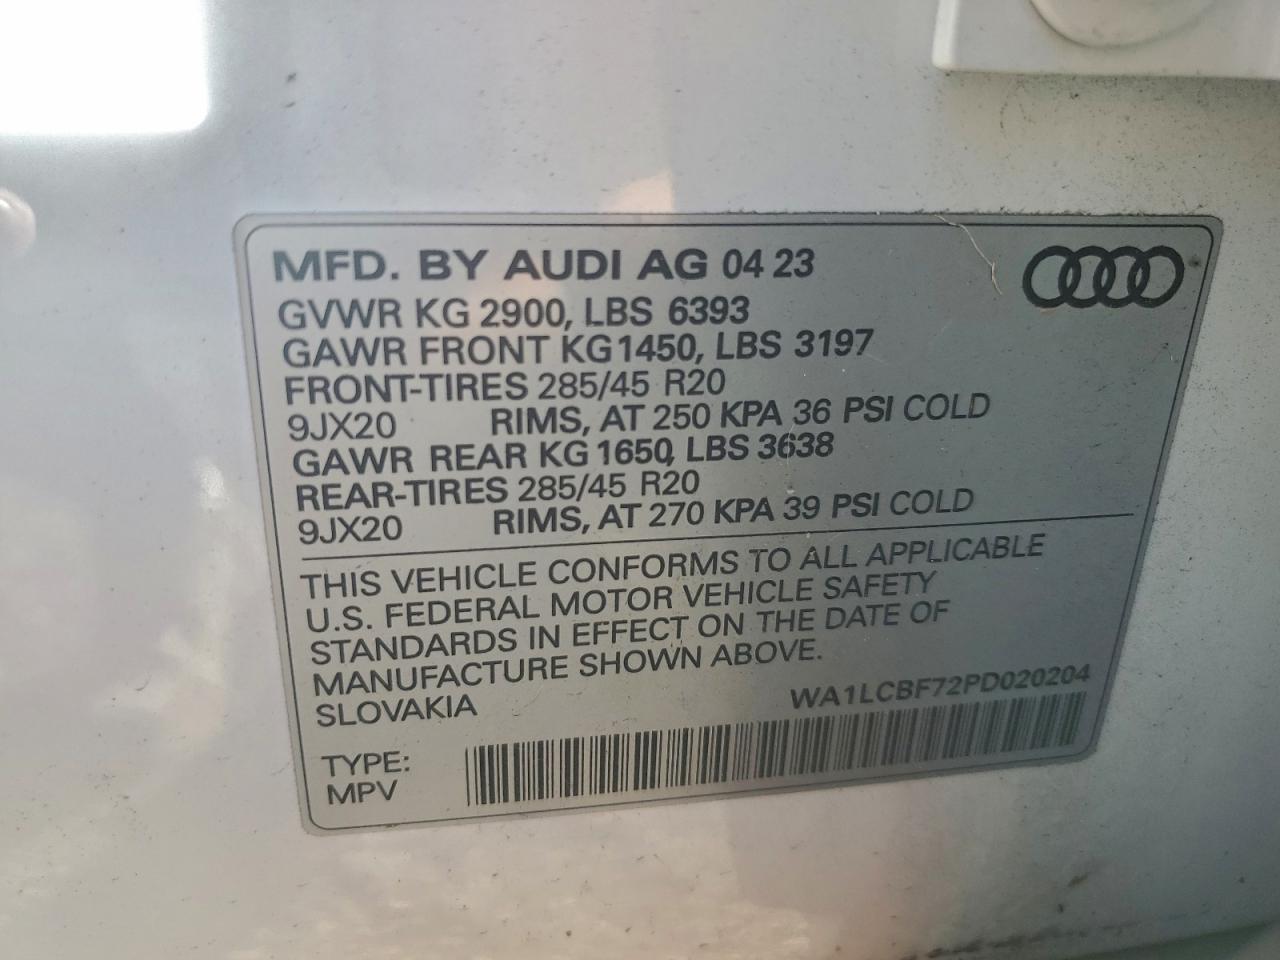 MFD. BY AUDI AG 04 23
GVWR KG 2900, LBS 6393
GAWR FRONT KG 1450, LBS 3197
FRONT-TIRES 285/45 R20
9JX20 RIMS, AT 250 KPA 36 PSI COLD
GAWR REAR KG 1650, LBS 3638
REAR-TIRES 285/45 R20
9JX20 RIMS, AT 270 KPA 39 PSI COLD
THIS VEHICLE CONFORMS TO ALL APPLICABLE
U.S. FEDERAL MOTOR VEHICLE SAFETY
STANDARDS IN EFFECT ON THE DATE OF
MANUFACTURE SHOWN ABOVE.
SLOVAKIA WA1LCBF72PD020204
TYPE:
MPV